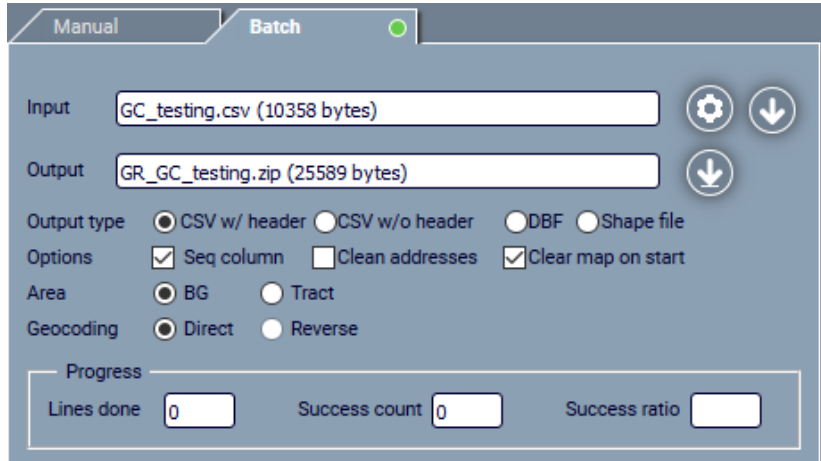 Manual Batch
Input GC_testing.csv (10358 bytes)
Output GR_GC_testing.zip (25589 bytes)
Output type CSV w/ header CSV w/o header DBF Shape file
Options Seq column Clean addresses Clear map on start
Area BG Tract
Geocoding Direct Reverse
Progress
Lines done 0 Success count 0 Success ratio